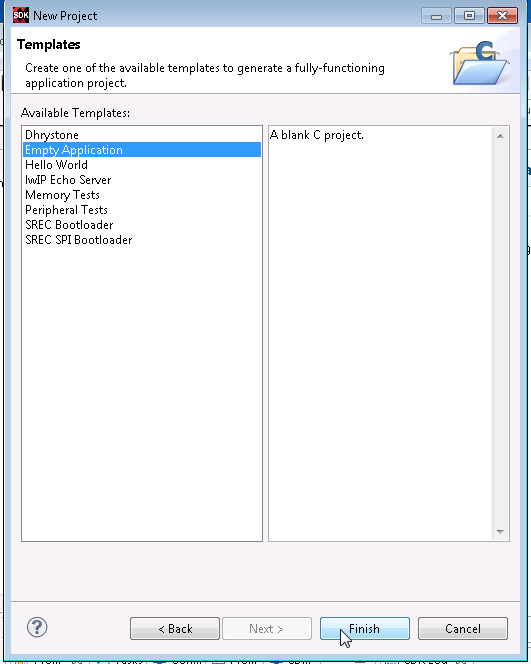 SDK New Project
Templates
Create one of the available templates to generate a fully-functioning
application project.
Available Templates:
Dhrystone
Empty Application
Hello World
lwIP Echo Server
Memory Tests
Peripheral Tests
SREC Bootloader
SREC SPI Bootloader
A blank C project.
?
< Back
Next >
Finish
Cancel